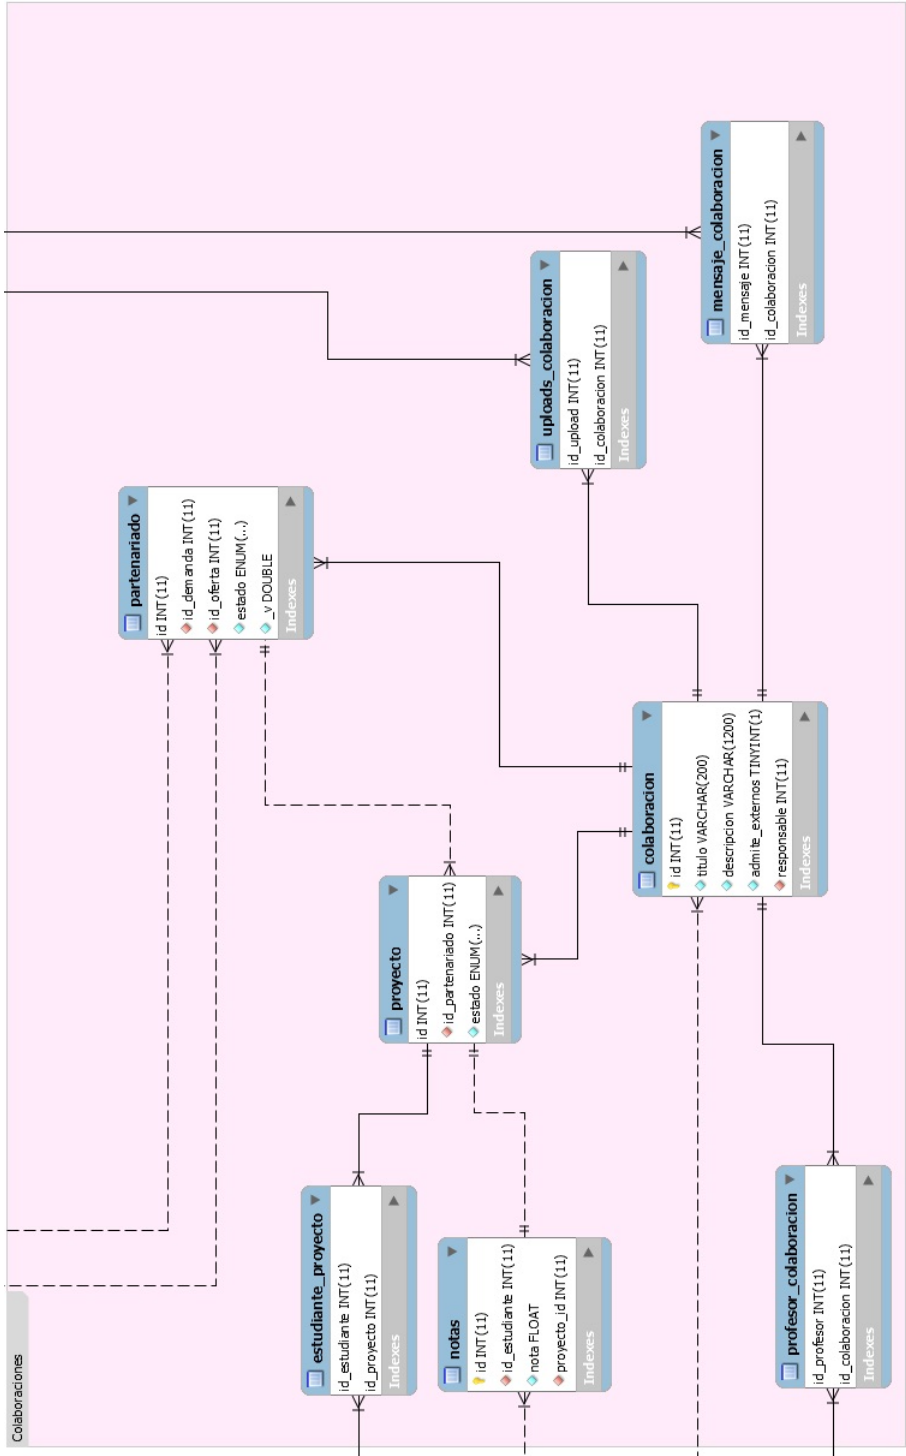 Colaboraciones
estudiante_proyecto
id_estudiante INT(11)
id_proyecto INT(11)
Indexes
notas
id INT(11)
id_estudiante INT(11)
nota FLOAT
proyecto_id INT(11)
Indexes
profesor_colaboracion
id_profesor INT(11)
id_colaboracion INT(11)
Indexes
proyecto
id INT(11)
id_partenariado INT(11)
estado ENUM(...)
Indexes
colaboracion
id INT(11)
titulo VARCHAR(200)
descripcion VARCHAR(1200)
admite_externos TINYINT(1)
responsable INT(11)
Indexes
partenariado
id INT(11)
id_demanda INT(11)
id_oferta INT(11)
estado ENUM(...)
_v DOUBLE
Indexes
uploads_colaboracion
id_upload INT(11)
id_colaboracion INT(11)
Indexes
mensaje_colaboracion
id_mensaje INT(11)
id_colaboracion INT(11)
Indexes